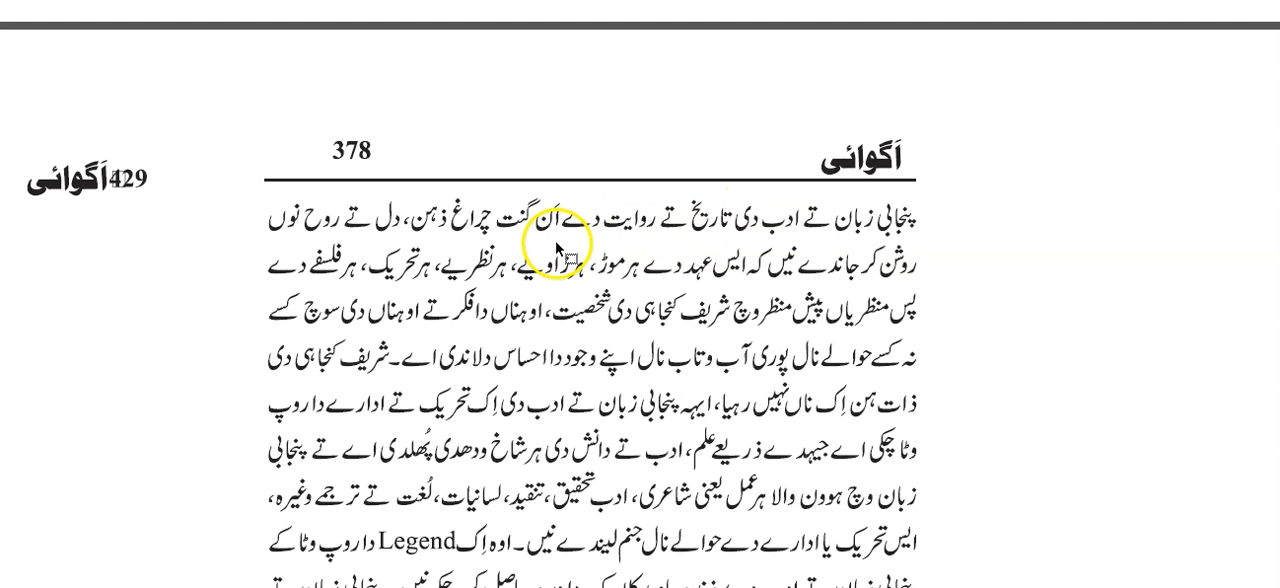 اَگوائی 378
429اَگوائی
پنجابی زبان تے ادب دی تاریخ تے روایت دے اَن گنت چراغ ذہن، دل تے روح نوں
روشن کر جاندے نیں کہ ایس عہد دے ہر موڑ، ہر زاویے، ہر نظریے، ہر تحریک، ہر فلسفے دے
پس منظر یاں پیش منظر وچ شریف کنجاہی دی شخصیت، اوہناں دا فکر تے اوہناں دی سوچ کسے
نہ کسے حوالے نال پوری آب و تاب نال اپنے وجود دا احساس دلاندی اے۔ شریف کنجاہی دی
ذات ہن اِک ناں نہیں رہیا، ایہہ پنجابی زبان تے ادب دی اِک تحریک تے ادارے دا روپ
وٹا چکی اے جیہدے ذریعے علم، ادب تے دانش دی ہر شاخ ودھدی پُھلدی اے تے پنجابی
زبان وچ ہوون والا ہر عمل یعنی شاعری، ادب تحقیق، تنقید، لسانیات، لُغت تے ترجمے وغیرہ،
ایس تحریک یا ادارے دے حوالے نال جنم لیندے نیں۔ اوہ اِک Legend دا روپ وٹا کے